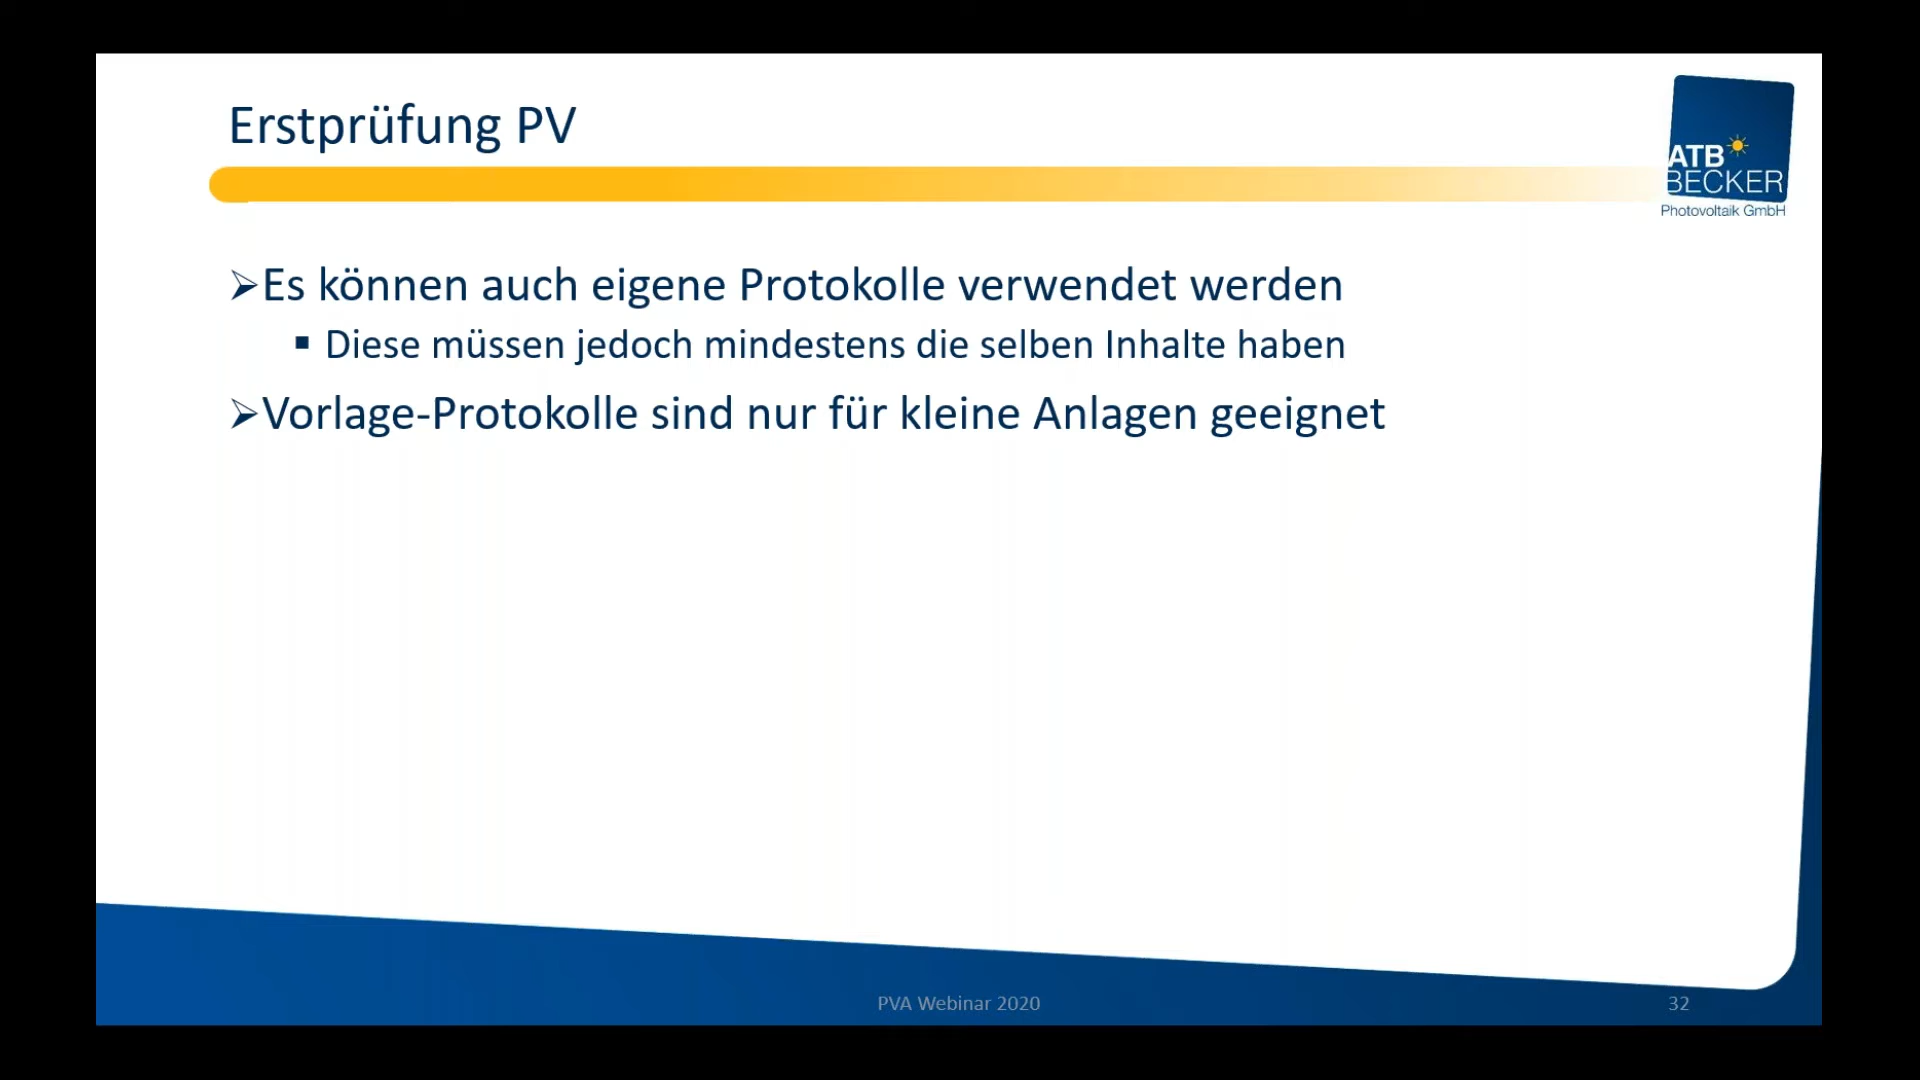 Erstprüfung PV
ATB
BECKER
Photovoltaik GmbH
➢Es können auch eigene Protokolle verwendet werden
▪ Diese müssen jedoch mindestens die selben Inhalte haben
➢Vorlage-Protokolle sind nur für kleine Anlagen geeignet
PVA Webinar 2020
32